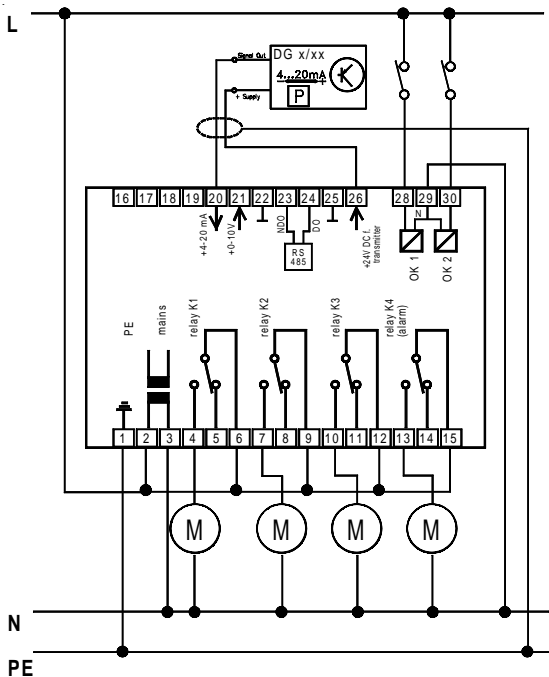 L
Signal Out
DG x/xx
4...20mA
+
P
+ Supply
16 17 18 19 20 21 22 23 24 25 26 28 29 30
+4-20 mA
+0-10V
NDO
DO
RS
485
+24V DC f.
transmitter
N
OK 1
OK 2
PE
mains
relay K1
relay K2
relay K3
relay K4
(alarm)
1 2 3 4 5 6 7 8 9 10 11 12 13 14 15
M M M M
N
PE